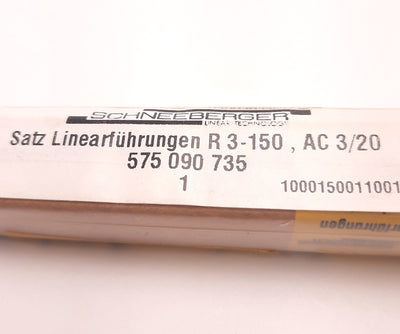 SCHNEEBERGER
LINEAR TECHNOLOGY
Satz Linearführungen R 3-150 , AC 3/20
575 090 735
1
1000150011001